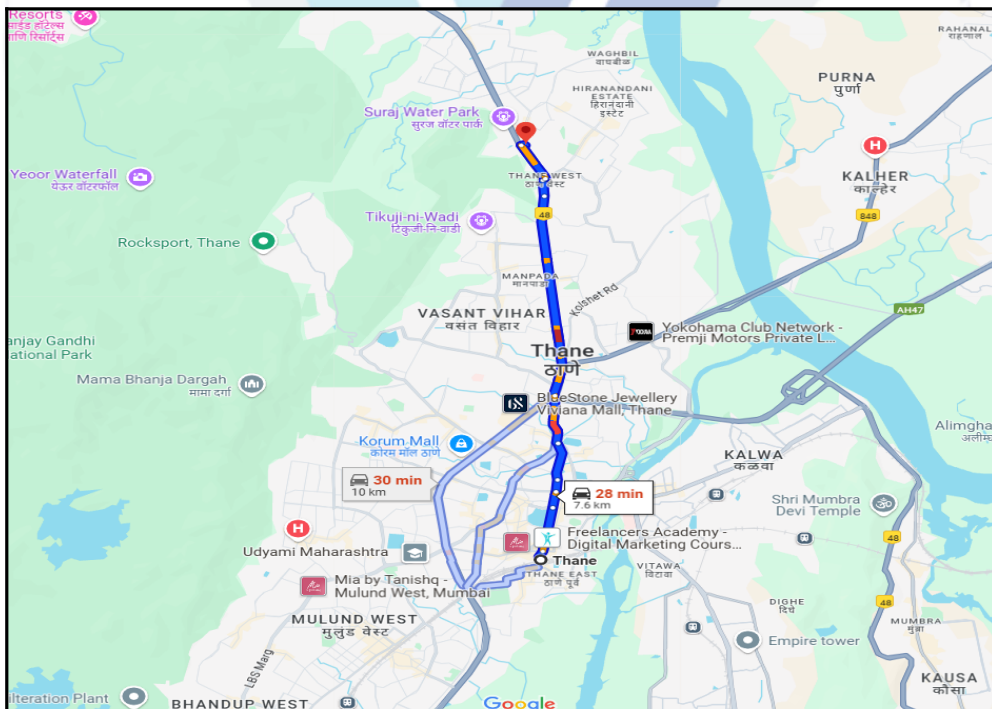 Resorts
साईड हॉटेल्स
आणि रिसॉर्ट्स
WAGHBIL
वाघबीळ
RAHANAL
राहणाल
HIRANANDANI
ESTATE
हिरानंदानी
इस्टेट
PURNA
पुर्णा
Suraj Water Park
सुरज वॉटर पार्क
H
KALHER
काल्हेर
Yeoor Waterfall
येऊर वॉटरफॉल
THANE WEST
ठाणे वेस्ट
48
848
Tikuji-ni-Wadi
टिकुजी-नि-वाडी
Rocksport, Thane
MANPADA
मानपाडा
Kolshet Rd
AH47
VASANT VIHAR
वसंत विहार
Yokohama Club Network -
Premji Motors Private L...
anjay Gandhi
ational Park
Thane
ठाणे
Mama Bhanja Dargah
मामा दर्गा
BlueStone Jewellery
Viviana Mall, Thane
Korum Mall
कोरम मॉल ठाणे
Alimgha
KALWA
कळवा
30 min
10 km
28 min
7.6 km
Shri Mumbra
Devi Temple
H
Udyami Maharashtra
Freelancers Academy -
Digital Marketing Cours...
48
Thane
THANE EAST
ठाणे पूर्व
VITAWA
विटावा
Mia by Tanishq -
Mulund West, Mumbai
DIGHE
दिघे
48
MULUND WEST
मुलुंड वेस्ट
MUMBRA
मुंब्रा
Empire tower
LBS Marg
KAUSA
कौसा
ilteration Plant
BHANDUP WEST
Google